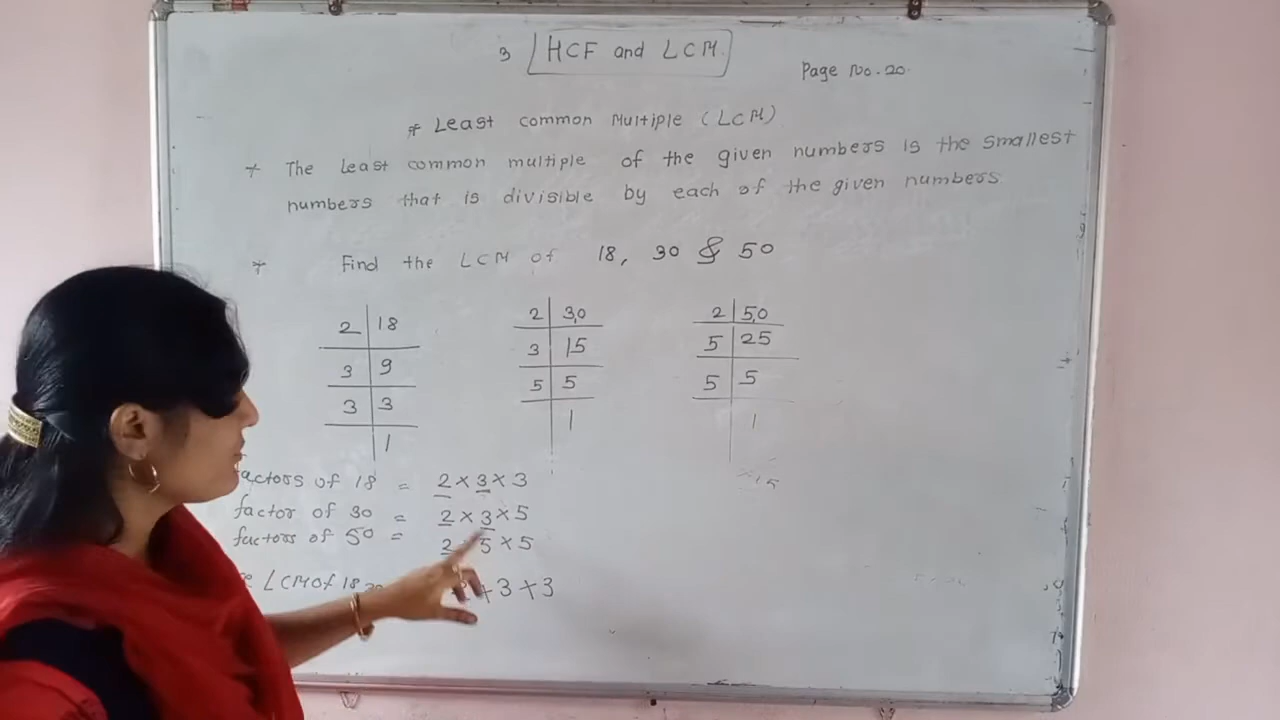 3 HCF and LCM
Page No. 20
* Least common Multiple (LCM)
* The least common multiple of the given numbers is the smallest
numbers that is divisible by each of the given numbers
* Find the LCM of 18, 30 & 50
2 18
3 9
3 3
1
2 30
3 15
5 5
1
2 50
5 25
5 5
1
actors of 18 = 2 × 3 × 3
factor of 30 = 2 × 3 × 5
factors of 50 = 2 5 × 5
LCM of 18 × 3 × 3